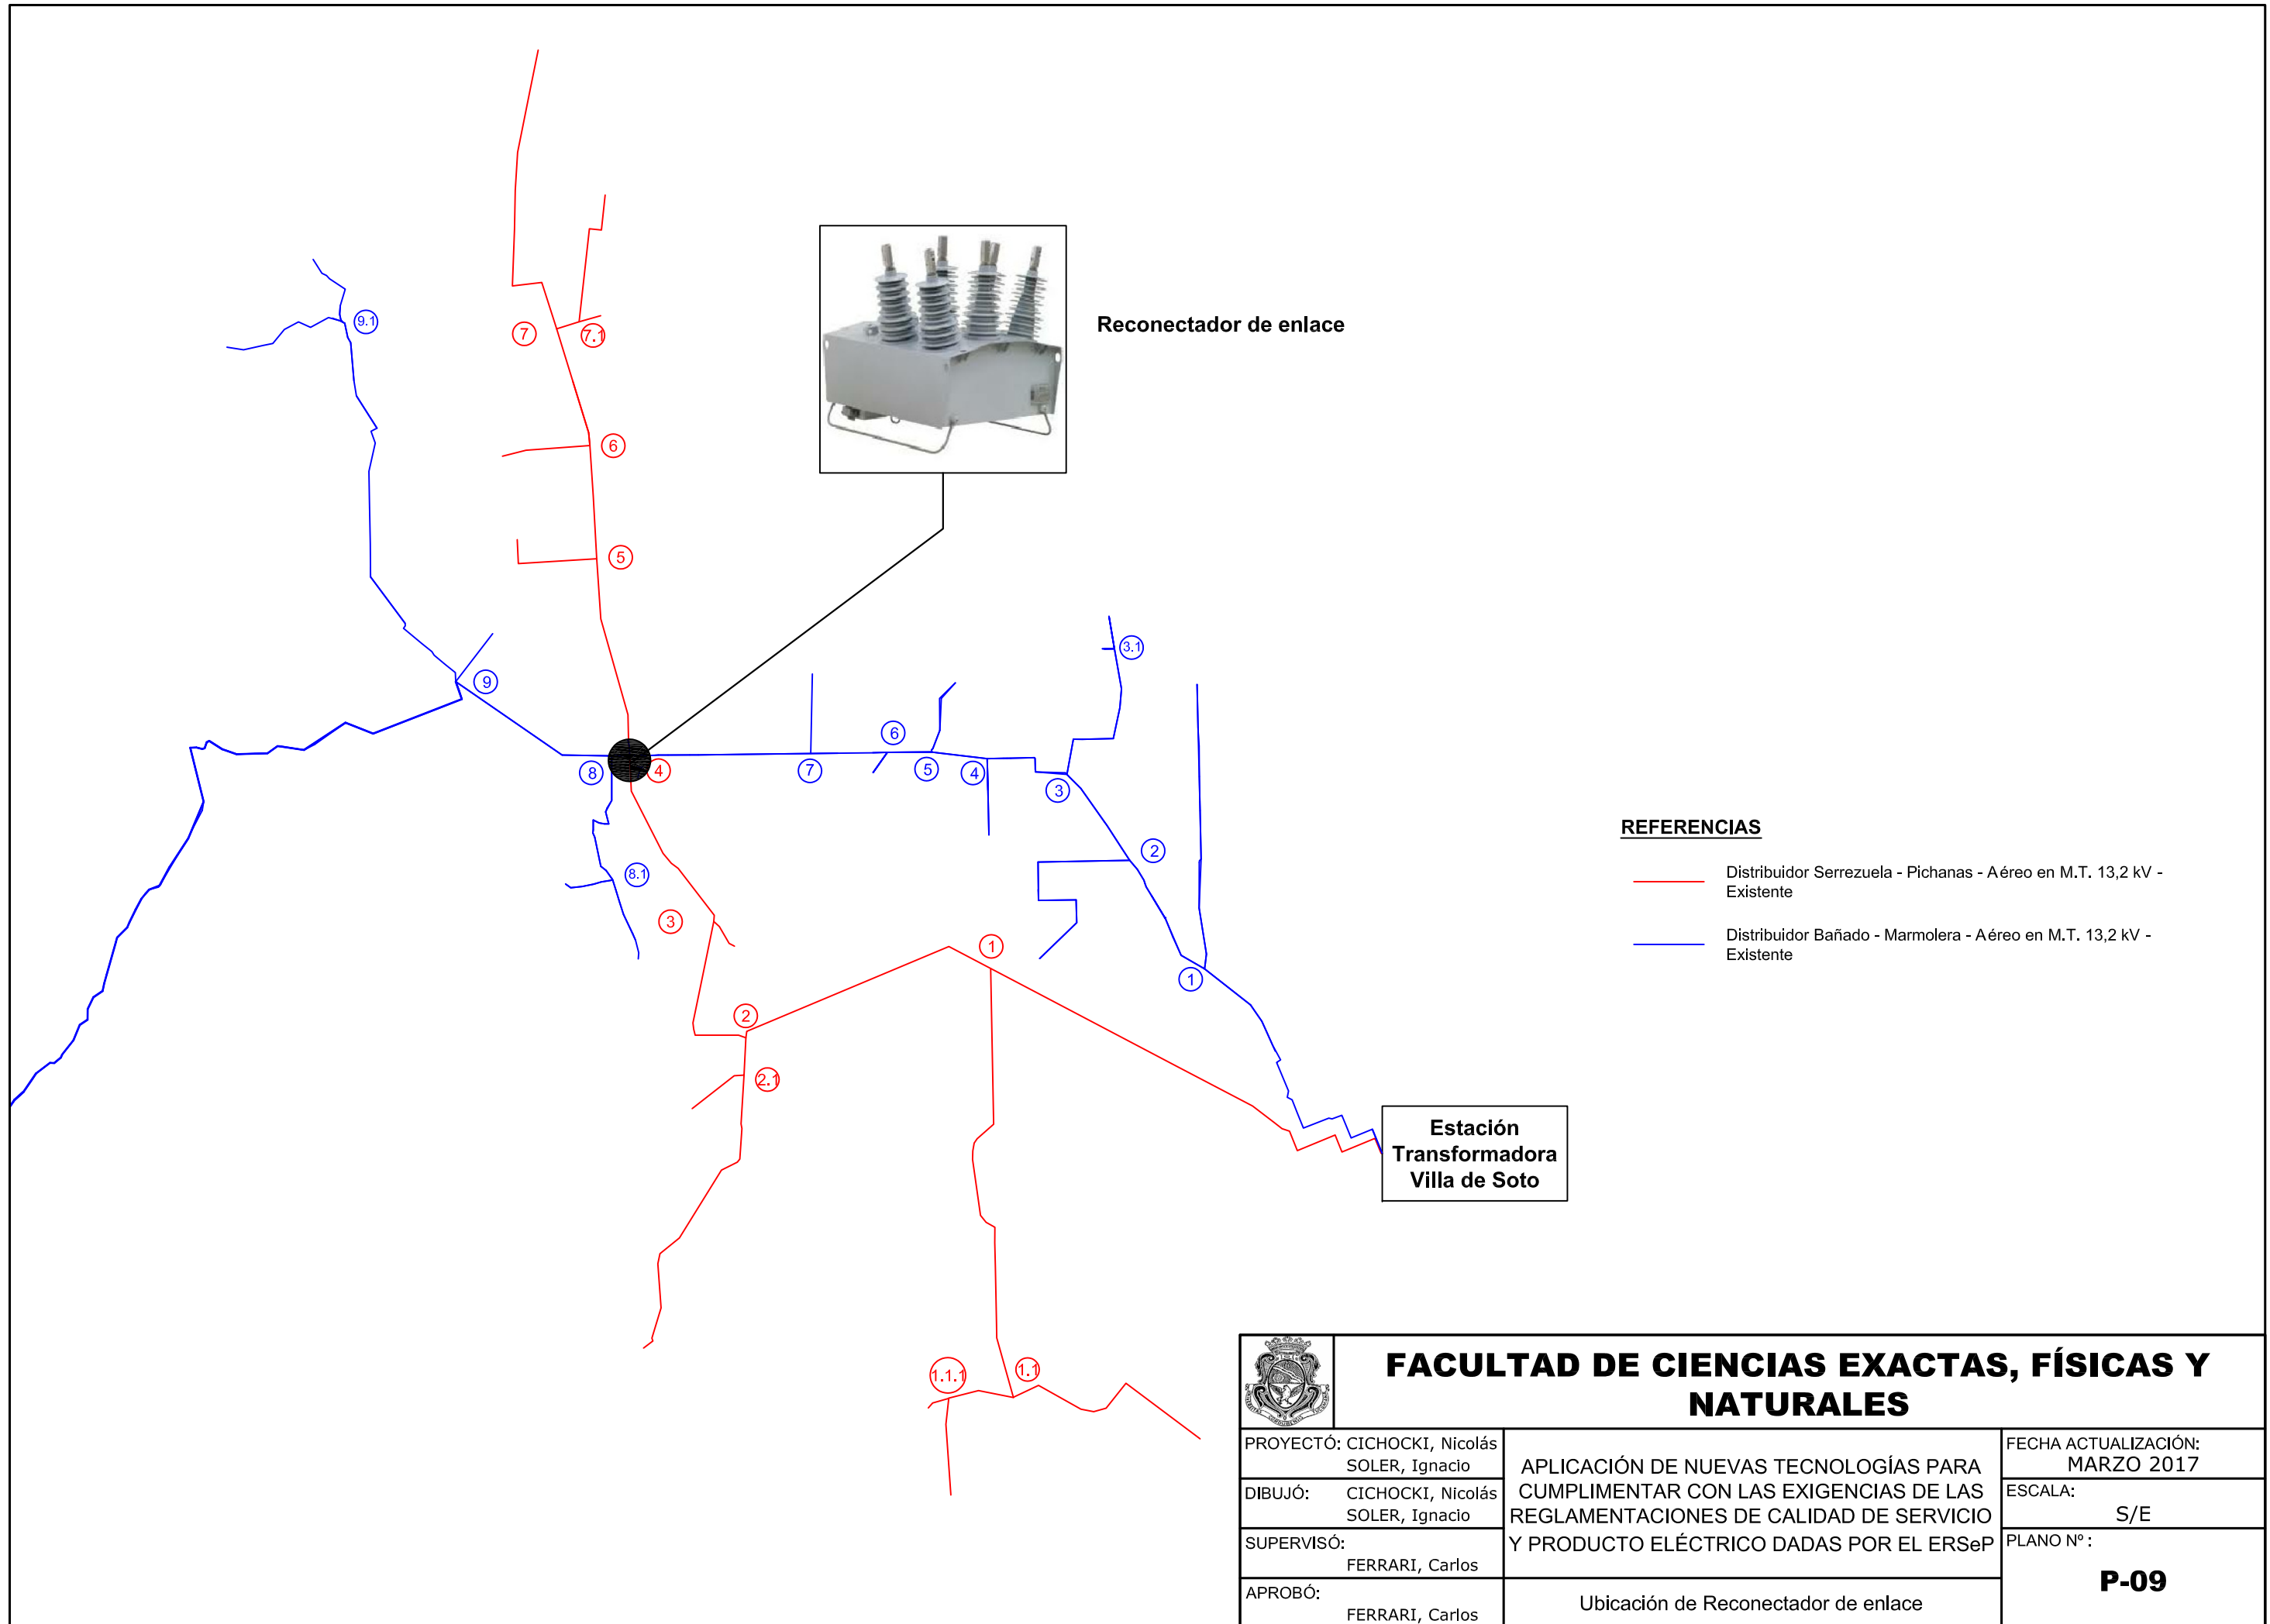 Reconectador de enlace
9.1
7
7.1
6
5
9
3.1
6
8
4
7
5
4
3
2
8.1
3
1
1
2
2.1
1.1.1
1.1
Estación
Transformadora
Villa de Soto
REFERENCIAS
Distribuidor Serrezuela - Pichanas - Aéreo en M.T. 13,2 kV -
Existente
Distribuidor Bañado - Marmolera - Aéreo en M.T. 13,2 kV -
Existente
FACULTAD DE CIENCIAS EXACTAS, FÍSICAS Y
NATURALES
PROYECTÓ: CICHOCKI, Nicolás
SOLER, Ignacio
DIBUJÓ: CICHOCKI, Nicolás
SOLER, Ignacio
SUPERVISÓ:
FERRARI, Carlos
APROBÓ:
FERRARI, Carlos
APLICACIÓN DE NUEVAS TECNOLOGÍAS PARA
CUMPLIMENTAR CON LAS EXIGENCIAS DE LAS
REGLAMENTACIONES DE CALIDAD DE SERVICIO
Y PRODUCTO ELÉCTRICO DADAS POR EL ERSeP
Ubicación de Reconectador de enlace
FECHA ACTUALIZACIÓN:
MARZO 2017
ESCALA:
S/E
PLANO Nº :
P-09